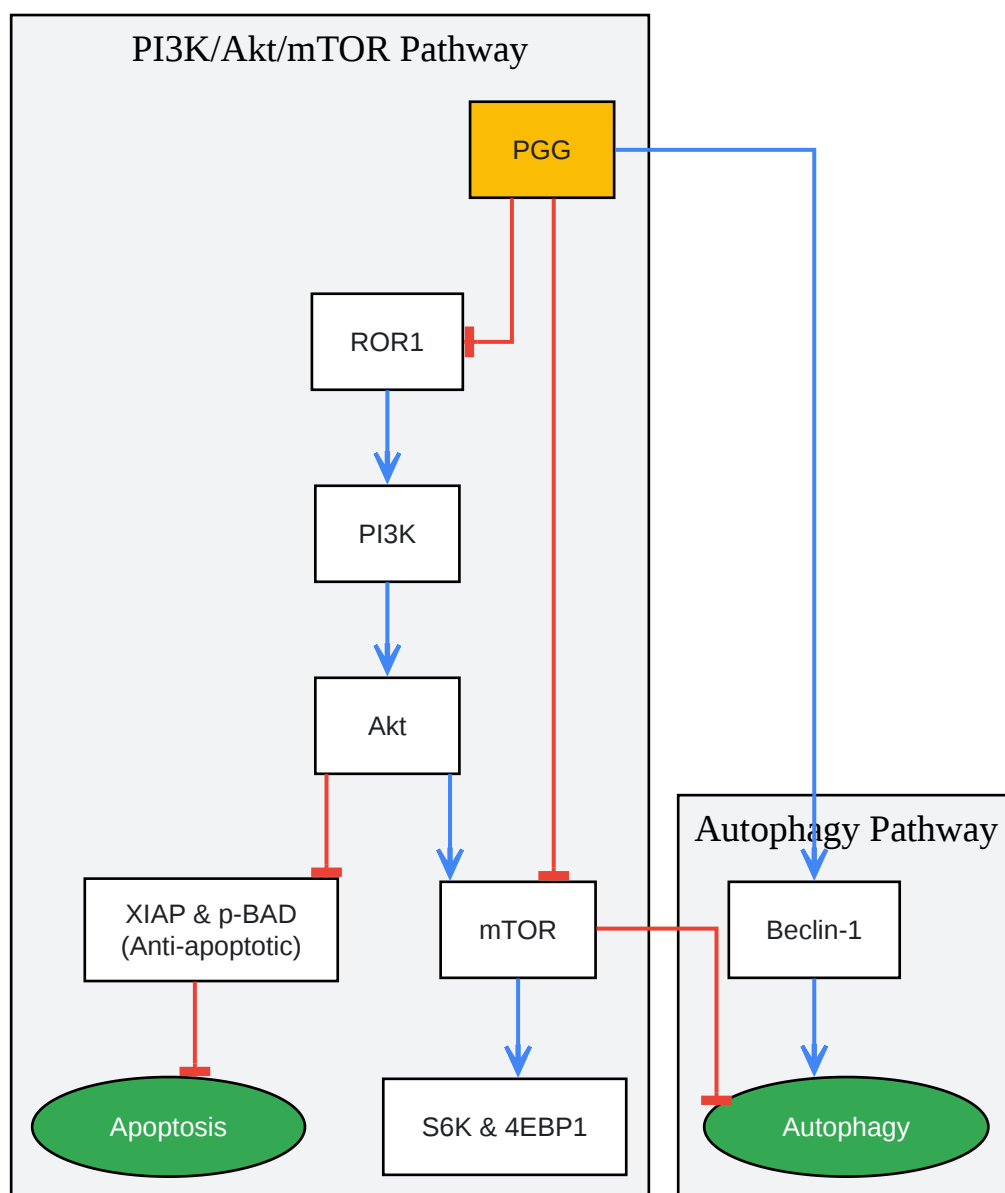 PI3K/Akt/mTOR Pathway
PGG
ROR1
PI3K
Akt
Autophagy Pathway
XIAP & p-BAD
(Anti-apoptotic)
mTOR
Beclin-1
Apoptosis
S6K & 4EBP1
Autophagy